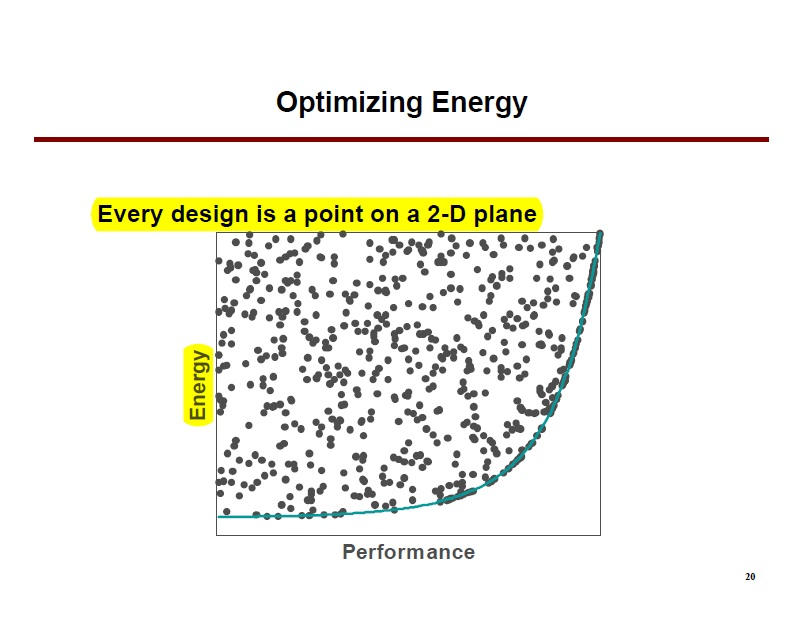 Optimizing Energy
Every design is a point on a 2-D plane
Energy
Performance
20